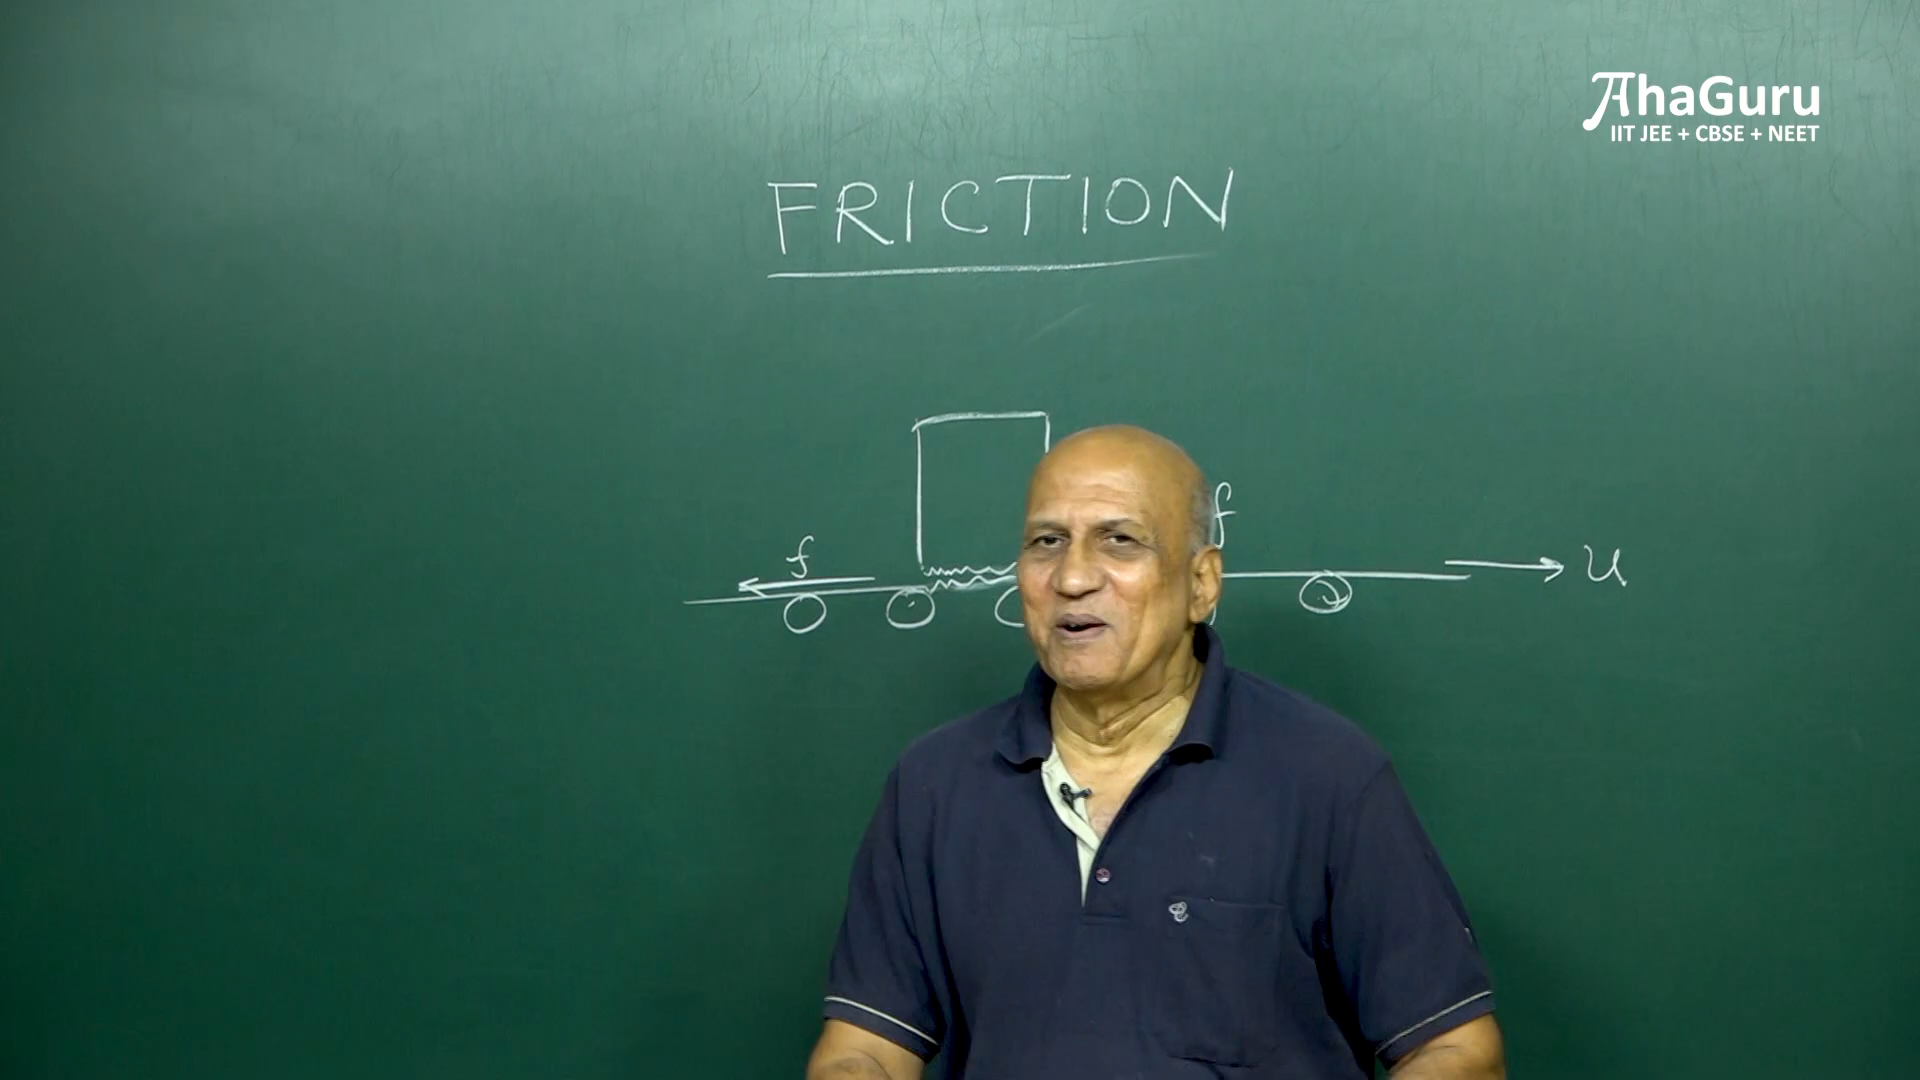 AhaGuru
IIT JEE + CBSE + NEET
FRICTION
f
f
u